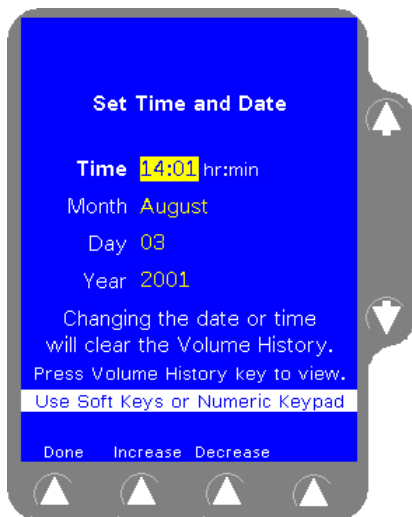 Set Time and Date
Time 14:01 hr:min
Month August
Day 03
Year 2001
Changing the date or time
will clear the Volume History.
Press Volume History key to view.
Use Soft Keys or Numeric Keypad
Done Increase Decrease